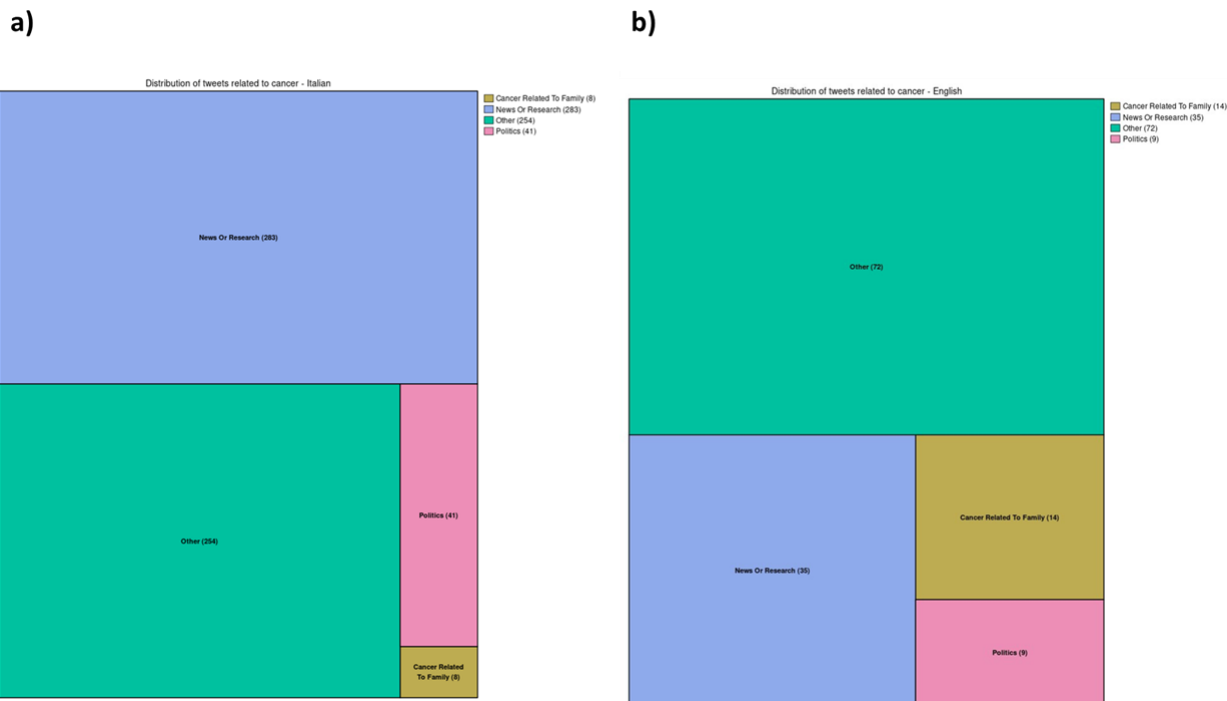 a)
Distribution of tweets related to cancer - Italian
Cancer Related To Family (8)
News Or Research (283)
Other (254)
Politics (41)
News Or Research (283)
Other (254)
Politics (41)
Cancer Related
To Family (8)
b)
Distribution of tweets related to cancer - English
Cancer Related To Family (14)
News Or Research (35)
Other (72)
Politics (9)
Other (72)
News Or Research (35)
Cancer Related To Family (14)
Politics (9)